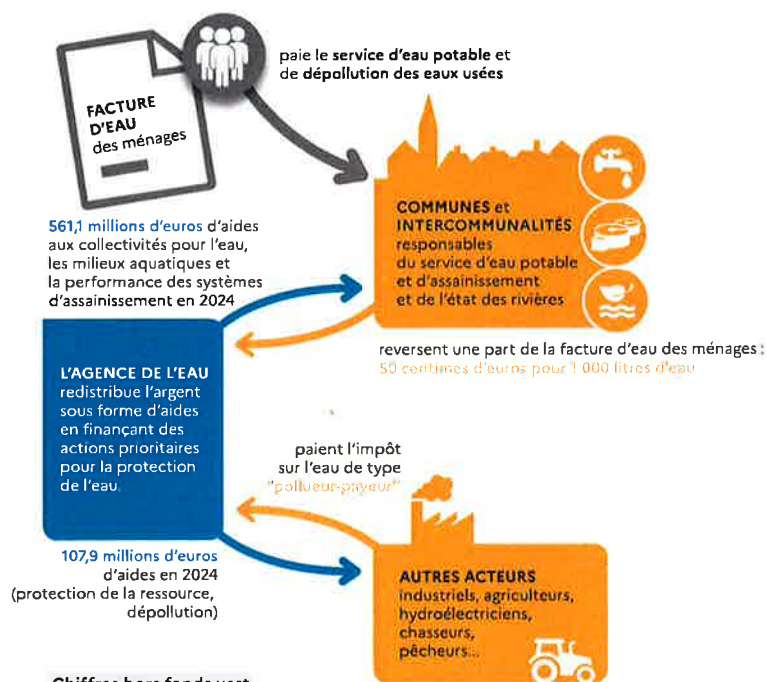 paie le service d'eau potable et
de dépollution des eaux usées
FACTURE
D'EAU
des ménages
561,1 millions d'euros d'aides
aux collectivités pour l'eau,
les milieux aquatiques et
la performance des systèmes
d'assainissement en 2024
COMMUNES et
INTERCOMMUNALITÉS
responsables
du service d'eau potable
et d'assainissement
et de l'état des rivières
reversent une part de la facture d'eau des ménages :
50 centimes d'euros pour 1 000 litres d'eau
L'AGENCE DE L'EAU
redistribue l'argent
sous forme d'aides
en finançant des
actions prioritaires
pour la protection
de l'eau.
paient l'impôt
sur l'eau de type
"pollueur-payeur"
107,9 millions d'euros
d'aides en 2024
(protection de la ressource,
dépollution)
AUTRES ACTEURS
industriels, agriculteurs,
hydroélectriciens,
chasseurs,
pêcheurs...